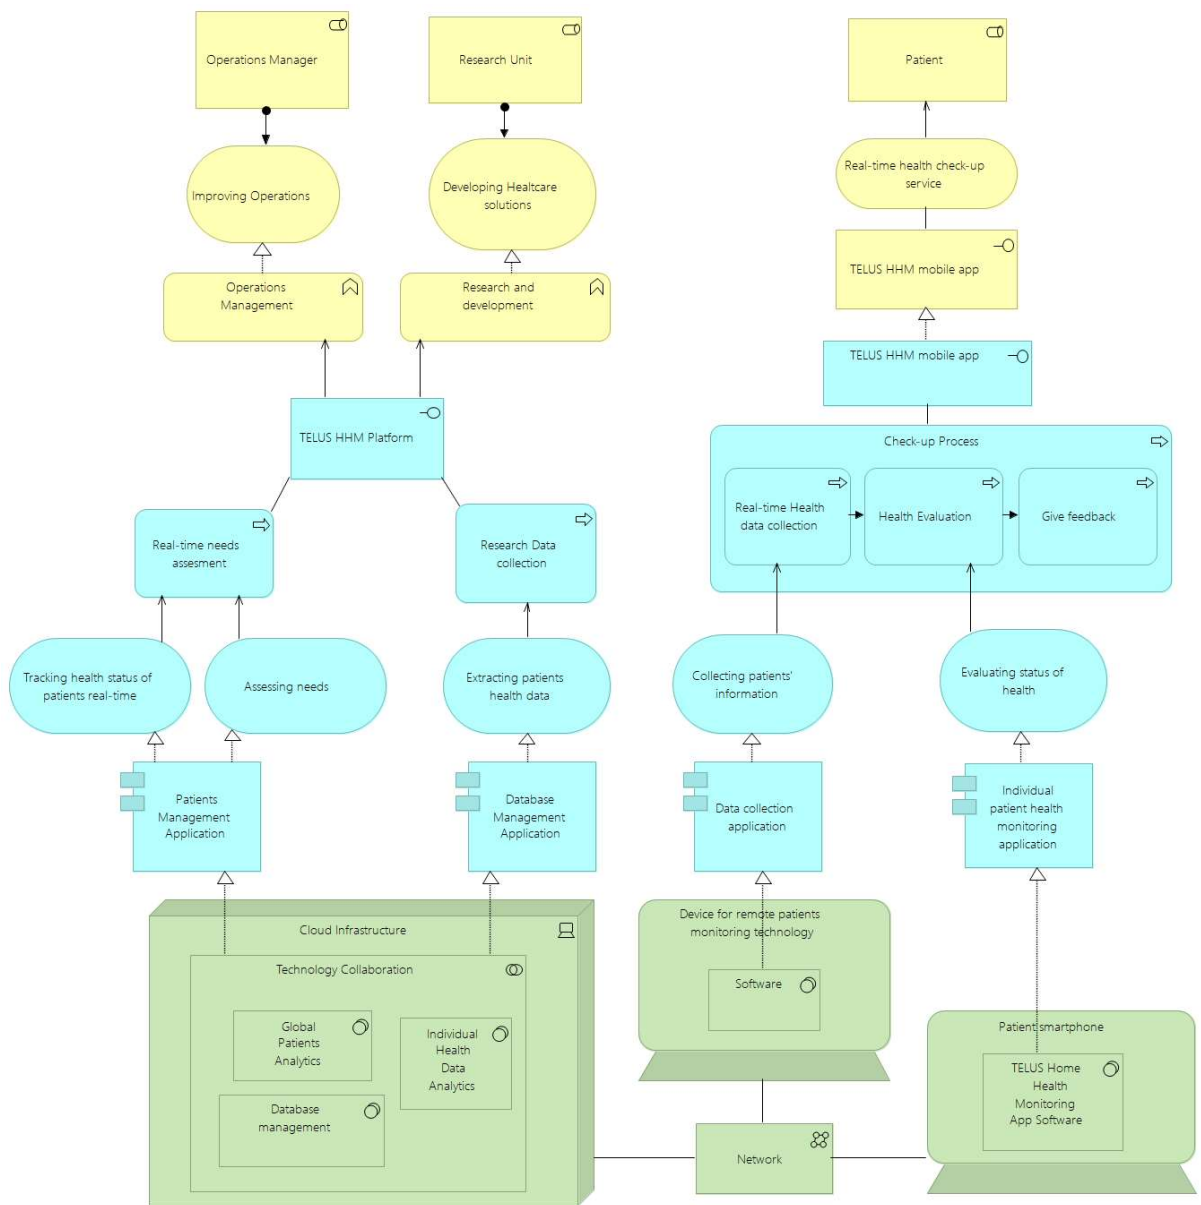 Operations Manager
Research Unit
Patient
Improving Operations
Developing Healtcare
solutions
Real-time health check-up
service
Operations
Management
Research and
development
TELUS HHM mobile app
TELUS HHM mobile app
TELUS HHM Platform
Check-up Process
Real-time Health
data collection
Health Evaluation
Give feedback
Real-time needs
assesment
Research Data
collection
Tracking health status of
patients real-time
Assessing needs
Extracting patients
health data
Collecting patients'
information
Evaluating status of
health
Patients
Management
Application
Database
Management
Application
Data collection
application
Individual
patient health
monitoring
application
Cloud Infrastructure
Technology Collaboration
Global
Patients
Analytics
Individual
Health
Data
Analytics
Database
management
Device for remote patients
monitoring technology
Software
Patient smartphone
TELUS Home
Health
Monitoring
App Software
Network